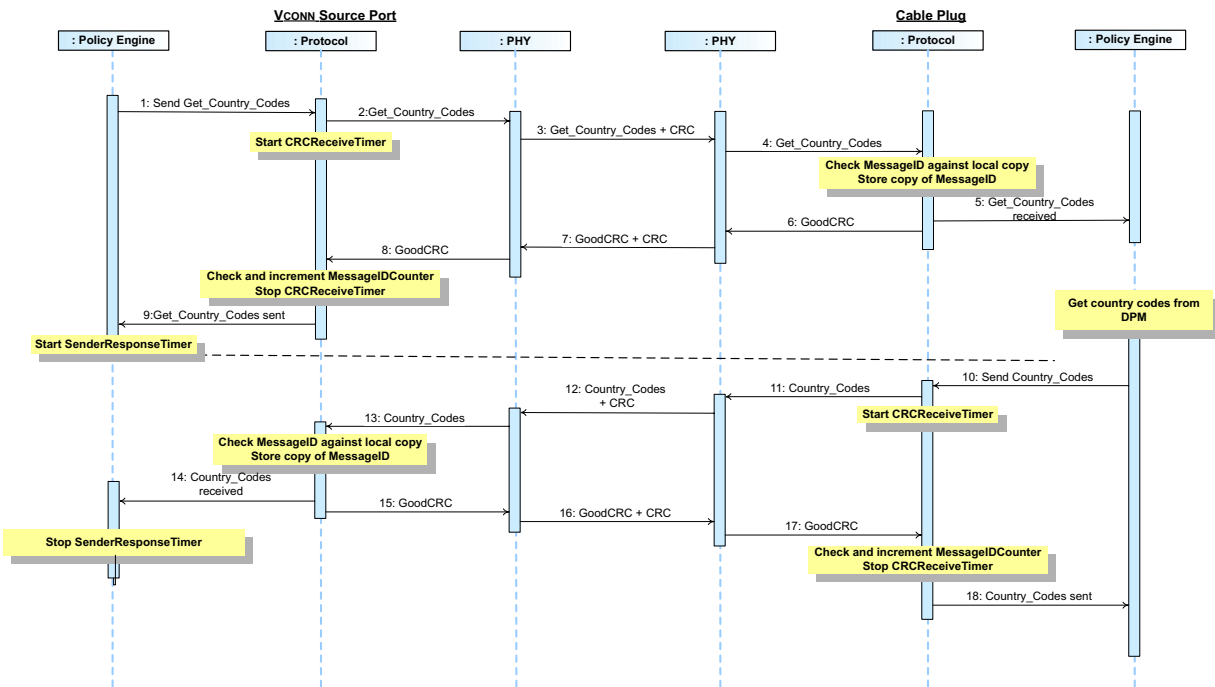 VCONN Source Port
Cable Plug
: Policy Engine
: Protocol
: PHY
: PHY
: Protocol
: Policy Engine
1: Send Get_Country_Codes
2:Get_Country_Codes
Start CRCReceiveTimer
3: Get_Country_Codes + CRC
4: Get_Country_Codes
Check MessageID against local copy
Store copy of MessageID
5: Get_Country_Codes
received
6: GoodCRC
7: GoodCRC + CRC
8: GoodCRC
Check and increment MessageIDCounter
Stop CRCReceiveTimer
9:Get_Country_Codes sent
Start SenderResponseTimer
Get country codes from
DPM
10: Send Country_Codes
11: Country_Codes
Start CRCReceiveTimer
12: Country_Codes
+ CRC
13: Country_Codes
Check MessageID against local copy
Store copy of MessageID
14: Country_Codes
received
15: GoodCRC
16: GoodCRC + CRC
17: GoodCRC
Stop SenderResponseTimer
Check and increment MessageIDCounter
Stop CRCReceiveTimer
18: Country_Codes sent